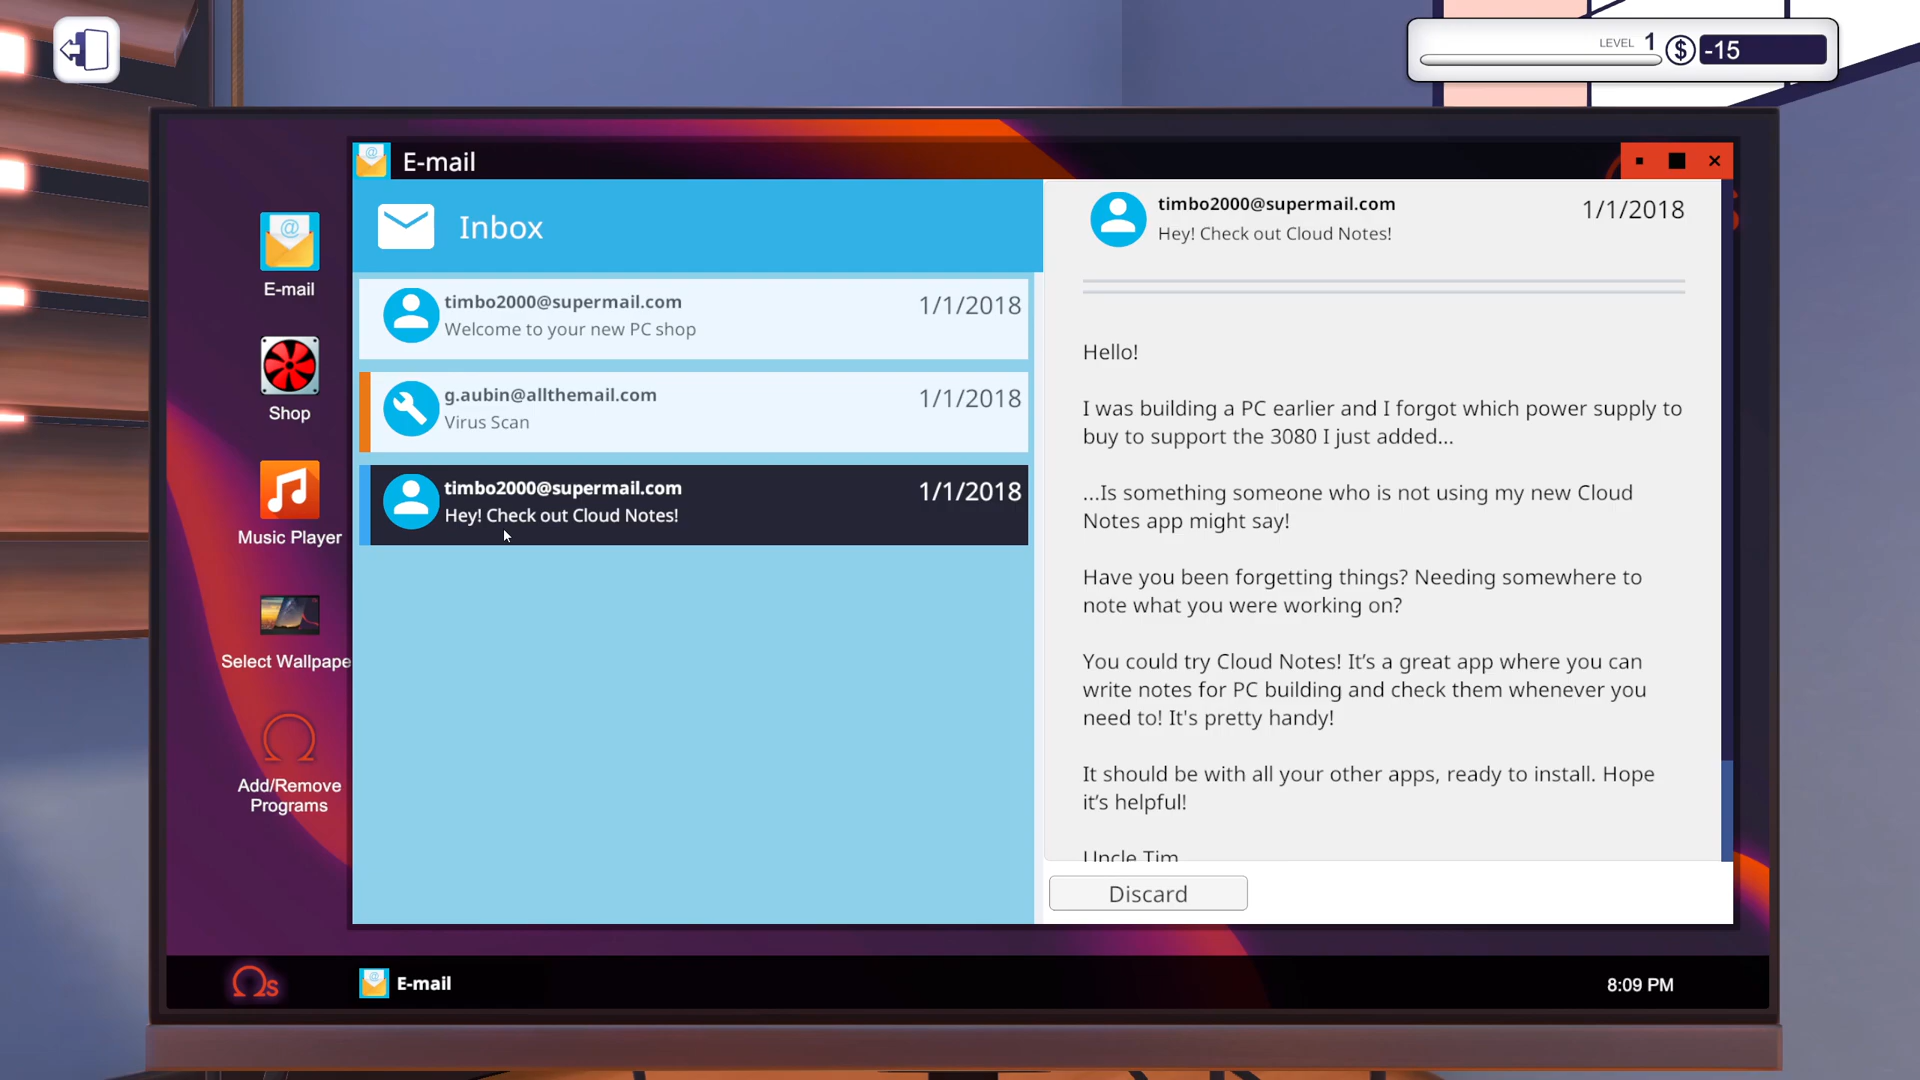 LEVEL 1
$ -15
E-mail
Inbox
timbo2000@supermail.com
1/1/2018
Welcome to your new PC shop
g.aubin@allthemail.com
1/1/2018
Virus Scan
timbo2000@supermail.com
1/1/2018
Hey! Check out Cloud Notes!
timbo2000@supermail.com
1/1/2018
Hey! Check out Cloud Notes!
Hello!
I was building a PC earlier and I forgot which power supply to
buy to support the 3080 I just added...
...Is something someone who is not using my new Cloud
Notes app might say!
Have you been forgetting things? Needing somewhere to
note what you were working on?
You could try Cloud Notes! It’s a great app where you can
write notes for PC building and check them whenever you
need to! It's pretty handy!
It should be with all your other apps, ready to install. Hope
it’s helpful!
Uncle Tim
Discard
E-mail
Shop
Music Player
Select Wallpape
Add/Remove
Programs
Ωs
E-mail
8:09 PM